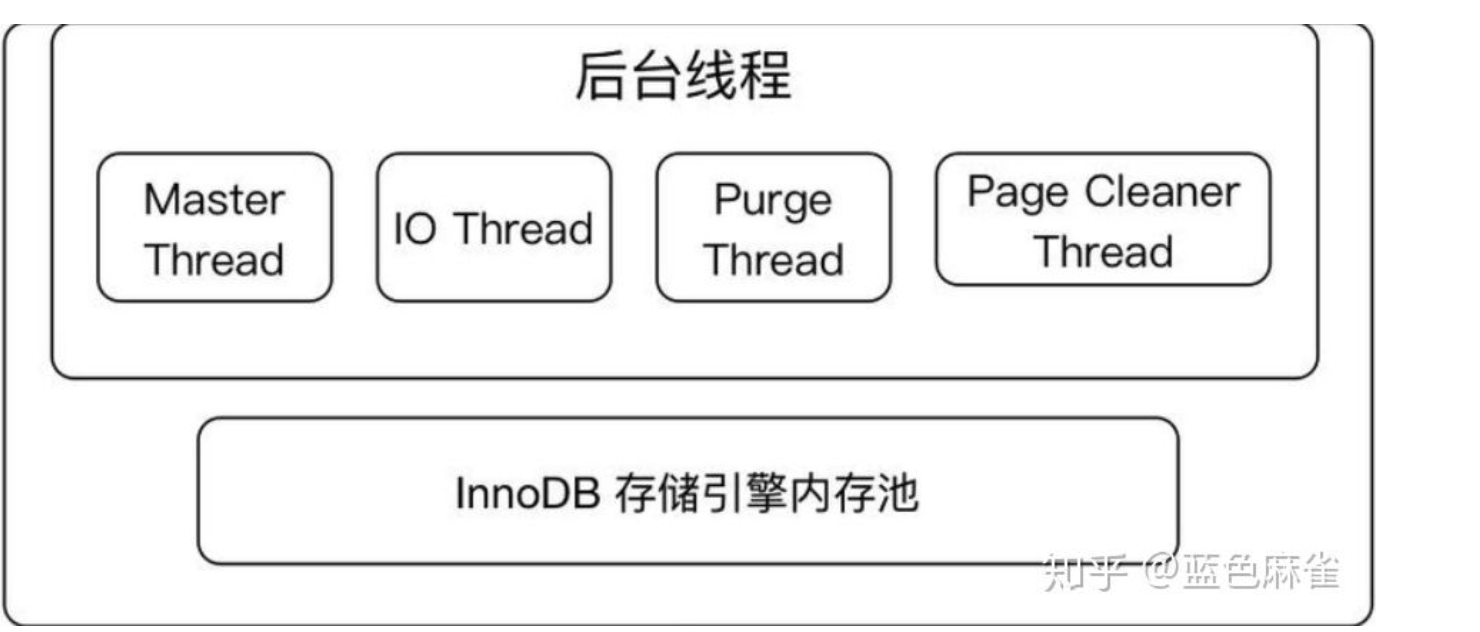 后台线程
Master
Thread
IO Thread
Purge
Thread
Page Cleaner
Thread
InnoDB 存储引擎内存池
知乎 @蓝色麻雀